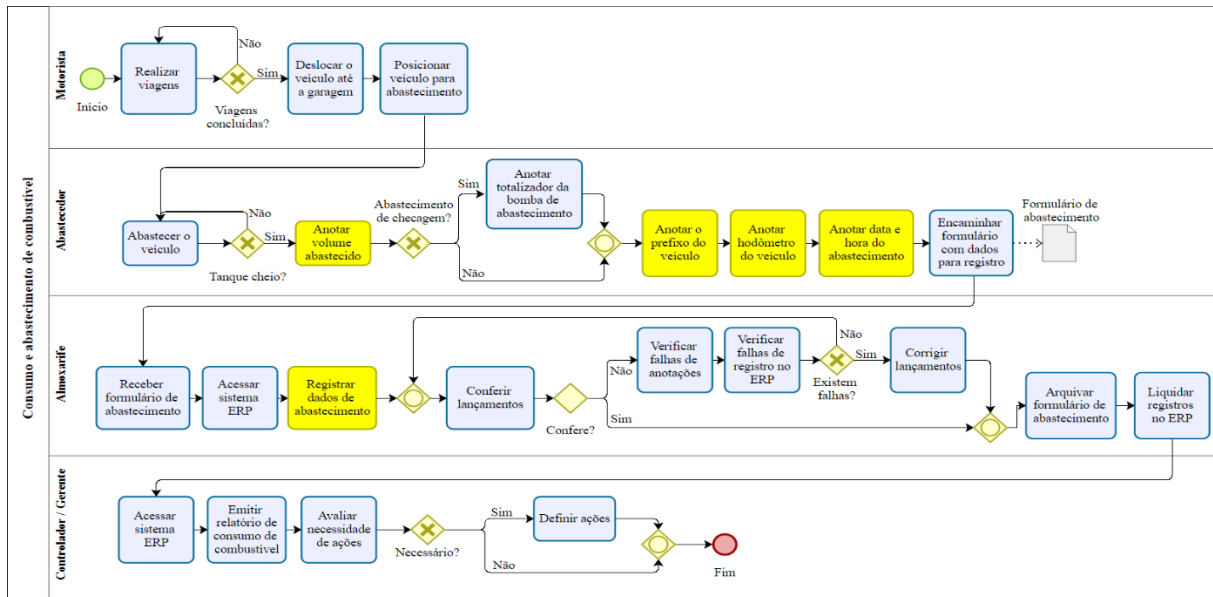 Consumo e abastecimento de combustível
Motorista
Início
Realizar
viagens
Não
Sim
Viagens
concluídas?
Deslocar o
veículo até
a garagem
Posicionar
veículo para
abastecimento
Abastecedor
Abastecer o
veículo
Não
Sim
Tanque cheio?
Anotar
volume
abastecido
Abastecimento
de checagem?
Sim
Não
Anotar
totalizador da
bomba de
abastecimento
Anotar o
prefixo do
veículo
Anotar
hodômetro
do veículo
Anotar data e
hora do
abastecimento
Encaminhar
formulário
com dados
para registro
Formulário de
abastecimento
Almoxarife
Receber
formulário de
abastecimento
Acessar
sistema
ERP
Registrar
dados de
abastecimento
Conferir
lançamentos
Confere?
Não
Sim
Verificar
falhas de
anotações
Verificar
falhas de
registro no
ERP
Não
Sim
Existem
falhas?
Corrigir
lançamentos
Arquivar
formulário de
abastecimento
Liquidar
registros
no ERP
Controlador / Gerente
Acessar
sistema
ERP
Emitir
relatório de
consumo de
combustível
Avaliar
necessidade
de ações
Necessário?
Sim
Não
Definir ações
Fim